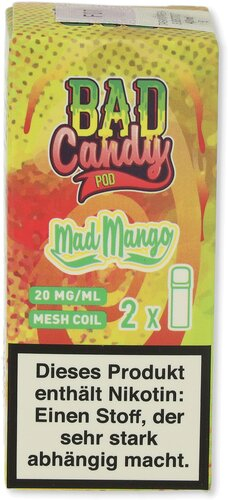 BAD
Candy
POD
Mad Mango
20 MG/ML
MESH COIL
2 x
Dieses Produkt
enthält Nikotin:
Einen Stoff, der
sehr stark
abhängig macht.